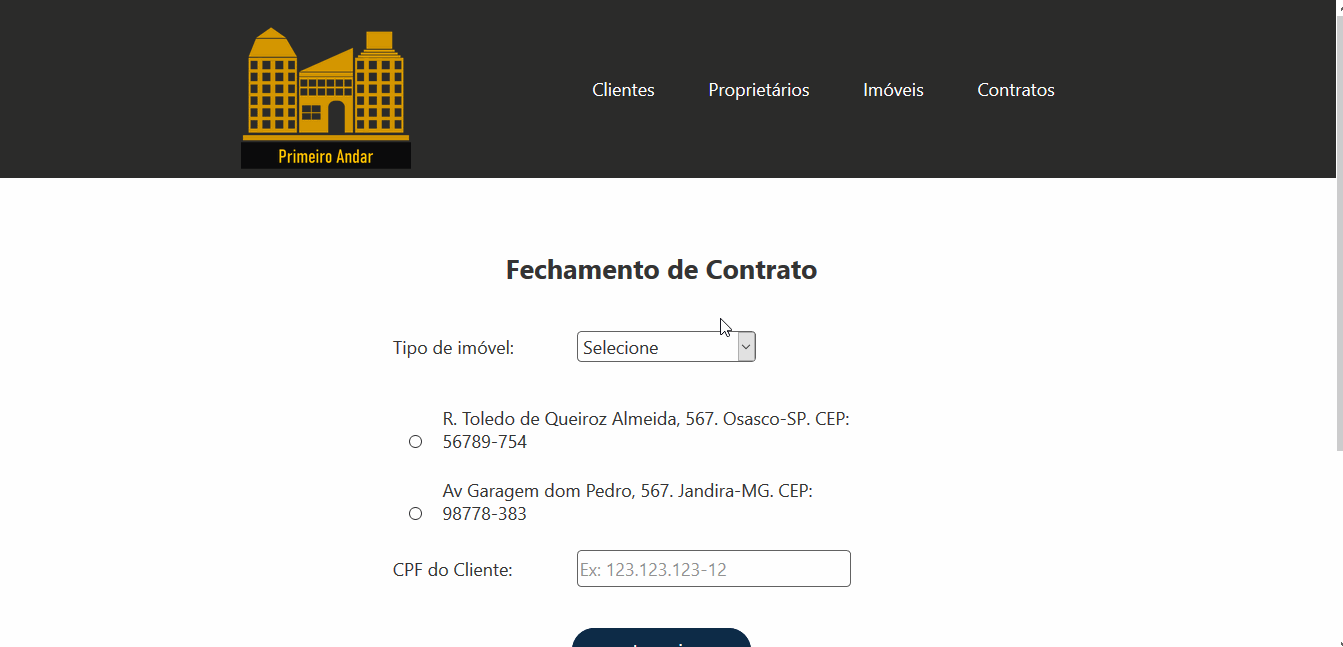 Clientes
Proprietários
Imóveis
Contratos
Primeiro Andar
Fechamento de Contrato
Tipo de imóvel:
Selecione
R. Toledo de Queiroz Almeida, 567. Osasco-SP. CEP:
56789-754
Av Garagem dom Pedro, 567. Jandira-MG. CEP:
98778-383
CPF do Cliente:
Ex: 123.123.123-12